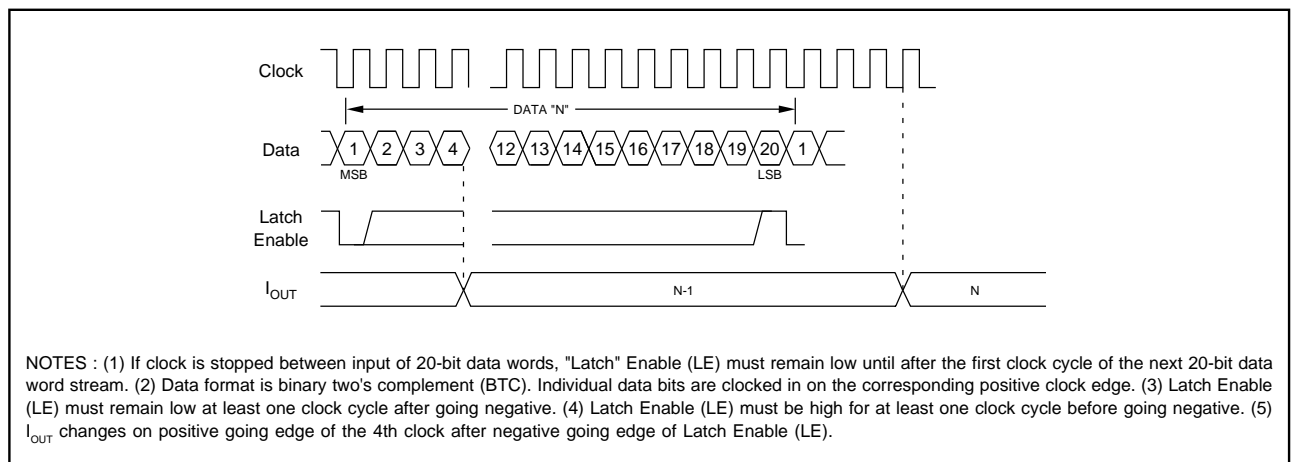 Clock
DATA "N"
Data
1 2 3 4 12 13 14 15 16 17 18 19 20 1
MSB LSB
Latch
Enable
IOUT
N-1 N
NOTES : (1) If clock is stopped between input of 20-bit data words, "Latch" Enable (LE) must remain low until after the first clock cycle of the next 20-bit data
word stream. (2) Data format is binary two's complement (BTC). Individual data bits are clocked in on the corresponding positive clock edge. (3) Latch Enable
(LE) must remain low at least one clock cycle after going negative. (4) Latch Enable (LE) must be high for at least one clock cycle before going negative. (5)
IOUT changes on positive going edge of the 4th clock after negative going edge of Latch Enable (LE).